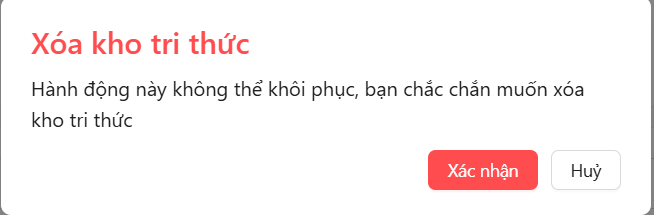 Xóa kho tri thức
Hành động này không thể khôi phục, bạn chắc chắn muốn xóa
kho tri thức
Xác nhận
Huỷ